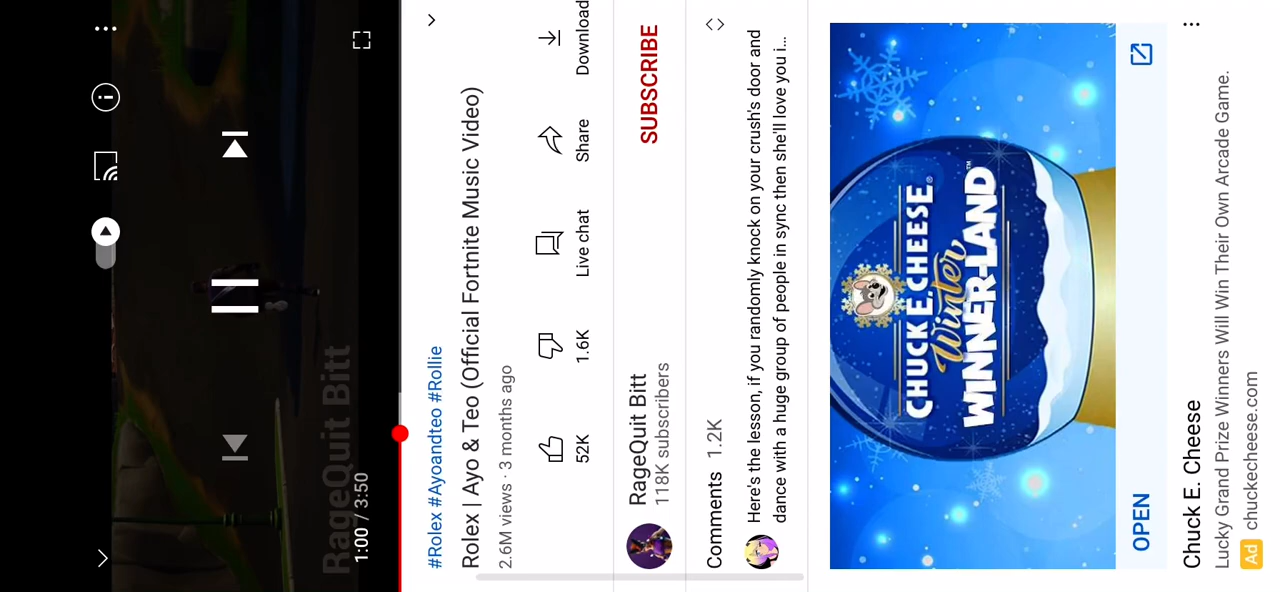 RageQuit Bitt
1:00 / 3:50
#Rolex #Ayoandteo #Rollie
Rolex | Ayo & Teo (Official Fortnite Music Video)
2.6M views · 3 months ago
52K
1.6K
Live chat
Share
Download
RageQuit Bitt
118K subscribers
SUBSCRIBE
Comments 1.2K
Here's the lesson, if you randomly knock on your crush's door and
dance with a huge group of people in sync then she'll love you i...
CHUCK E. CHEESE®
Winter
WINNER-LAND™
OPEN
Chuck E. Cheese
Lucky Grand Prize Winners Will Win Their Own Arcade Game.
Ad chuckecheese.com